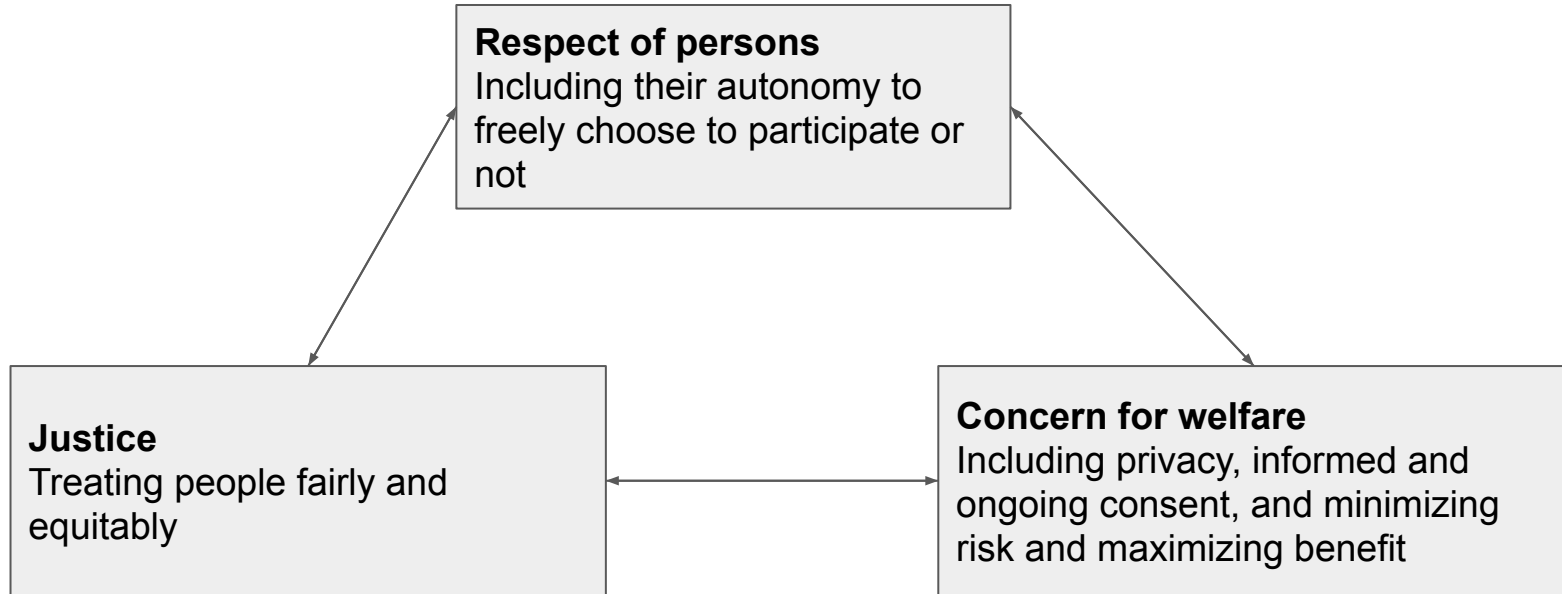 Respect of persons
Including their autonomy to
freely choose to participate or
not
Justice
Treating people fairly and
equitably
Concern for welfare
Including privacy, informed and
ongoing consent, and minimizing
risk and maximizing benefit